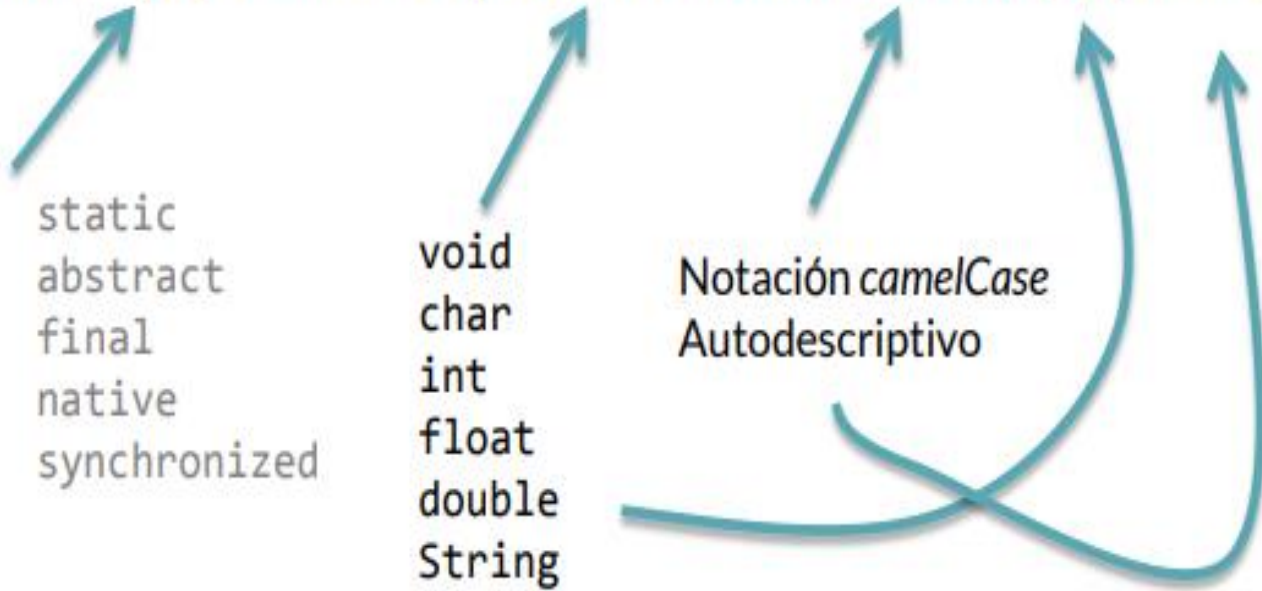 static
abstract
final
native
synchronized
void
char
int
float
double
String
Notación camelCase
Autodescriptivo